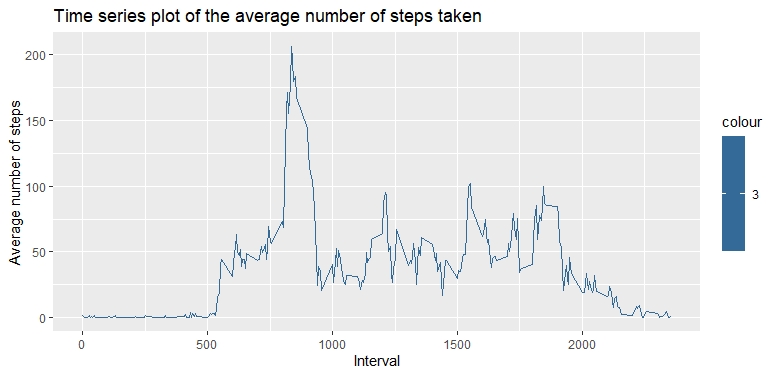 Time series plot of the average number of steps taken
Average number of steps
200
150
100
50
0
0 500 1000 1500 2000
Interval
colour
3